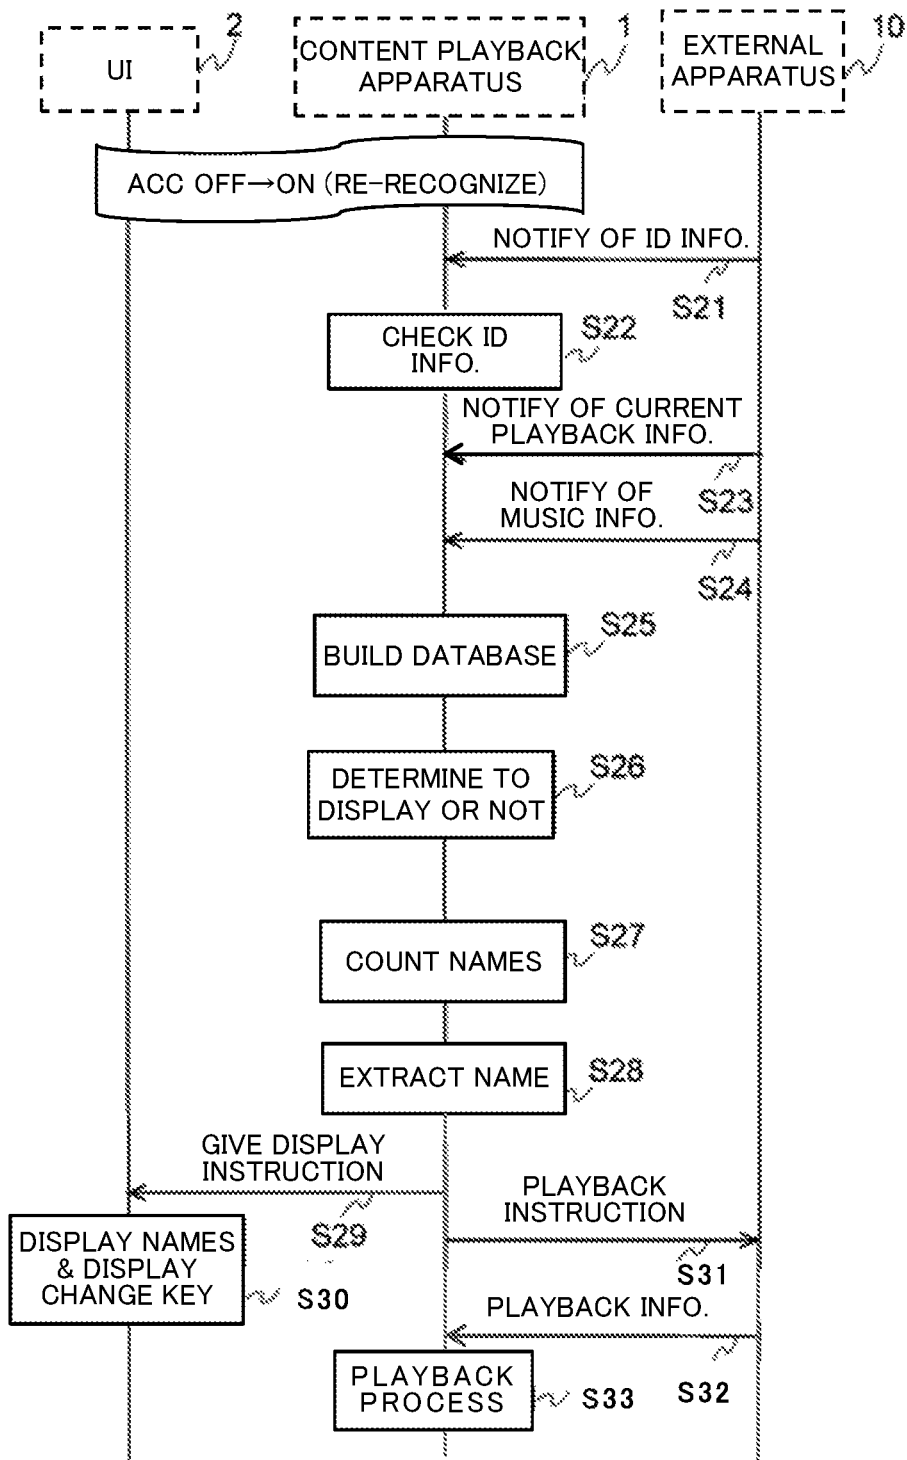 2
1
10
UI
CONTENT PLAYBACK
APPARATUS
EXTERNAL
APPARATUS
ACC OFF→ON (RE-RECOGNIZE)
NOTIFY OF ID INFO.
S21
S22
CHECK ID
INFO.
NOTIFY OF CURRENT
PLAYBACK INFO.
S23
NOTIFY OF
MUSIC INFO.
S24
S25
BUILD DATABASE
S26
DETERMINE TO
DISPLAY OR NOT
S27
COUNT NAMES
S28
EXTRACT NAME
GIVE DISPLAY
INSTRUCTION
S29
PLAYBACK
INSTRUCTION
S31
DISPLAY NAMES
& DISPLAY
CHANGE KEY
S30
PLAYBACK INFO.
S32
PLAYBACK
PROCESS
S33